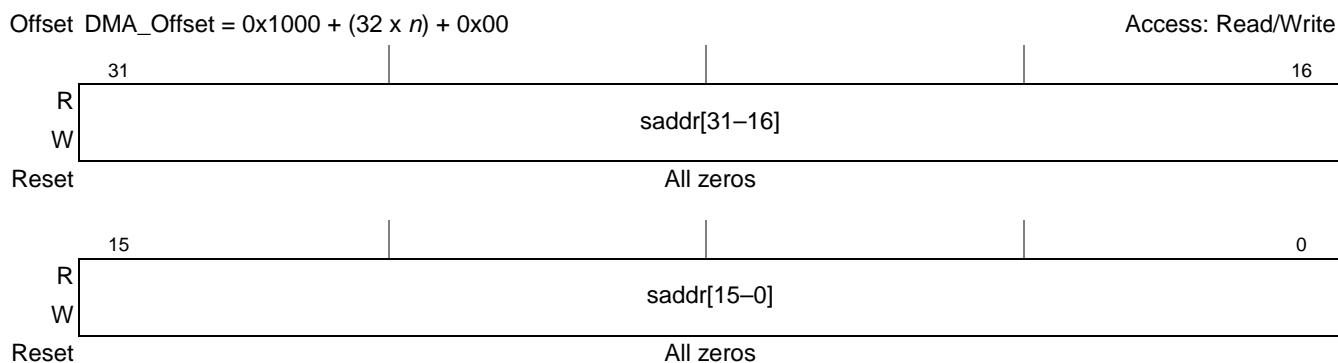 Offset DMA_Offset = 0x1000 + (32 x n) + 0x00 Access: Read/Write
31 16
R
saddr[31–16]
W
Reset All zeros
15 0
R
saddr[15–0]
W
Reset All zeros